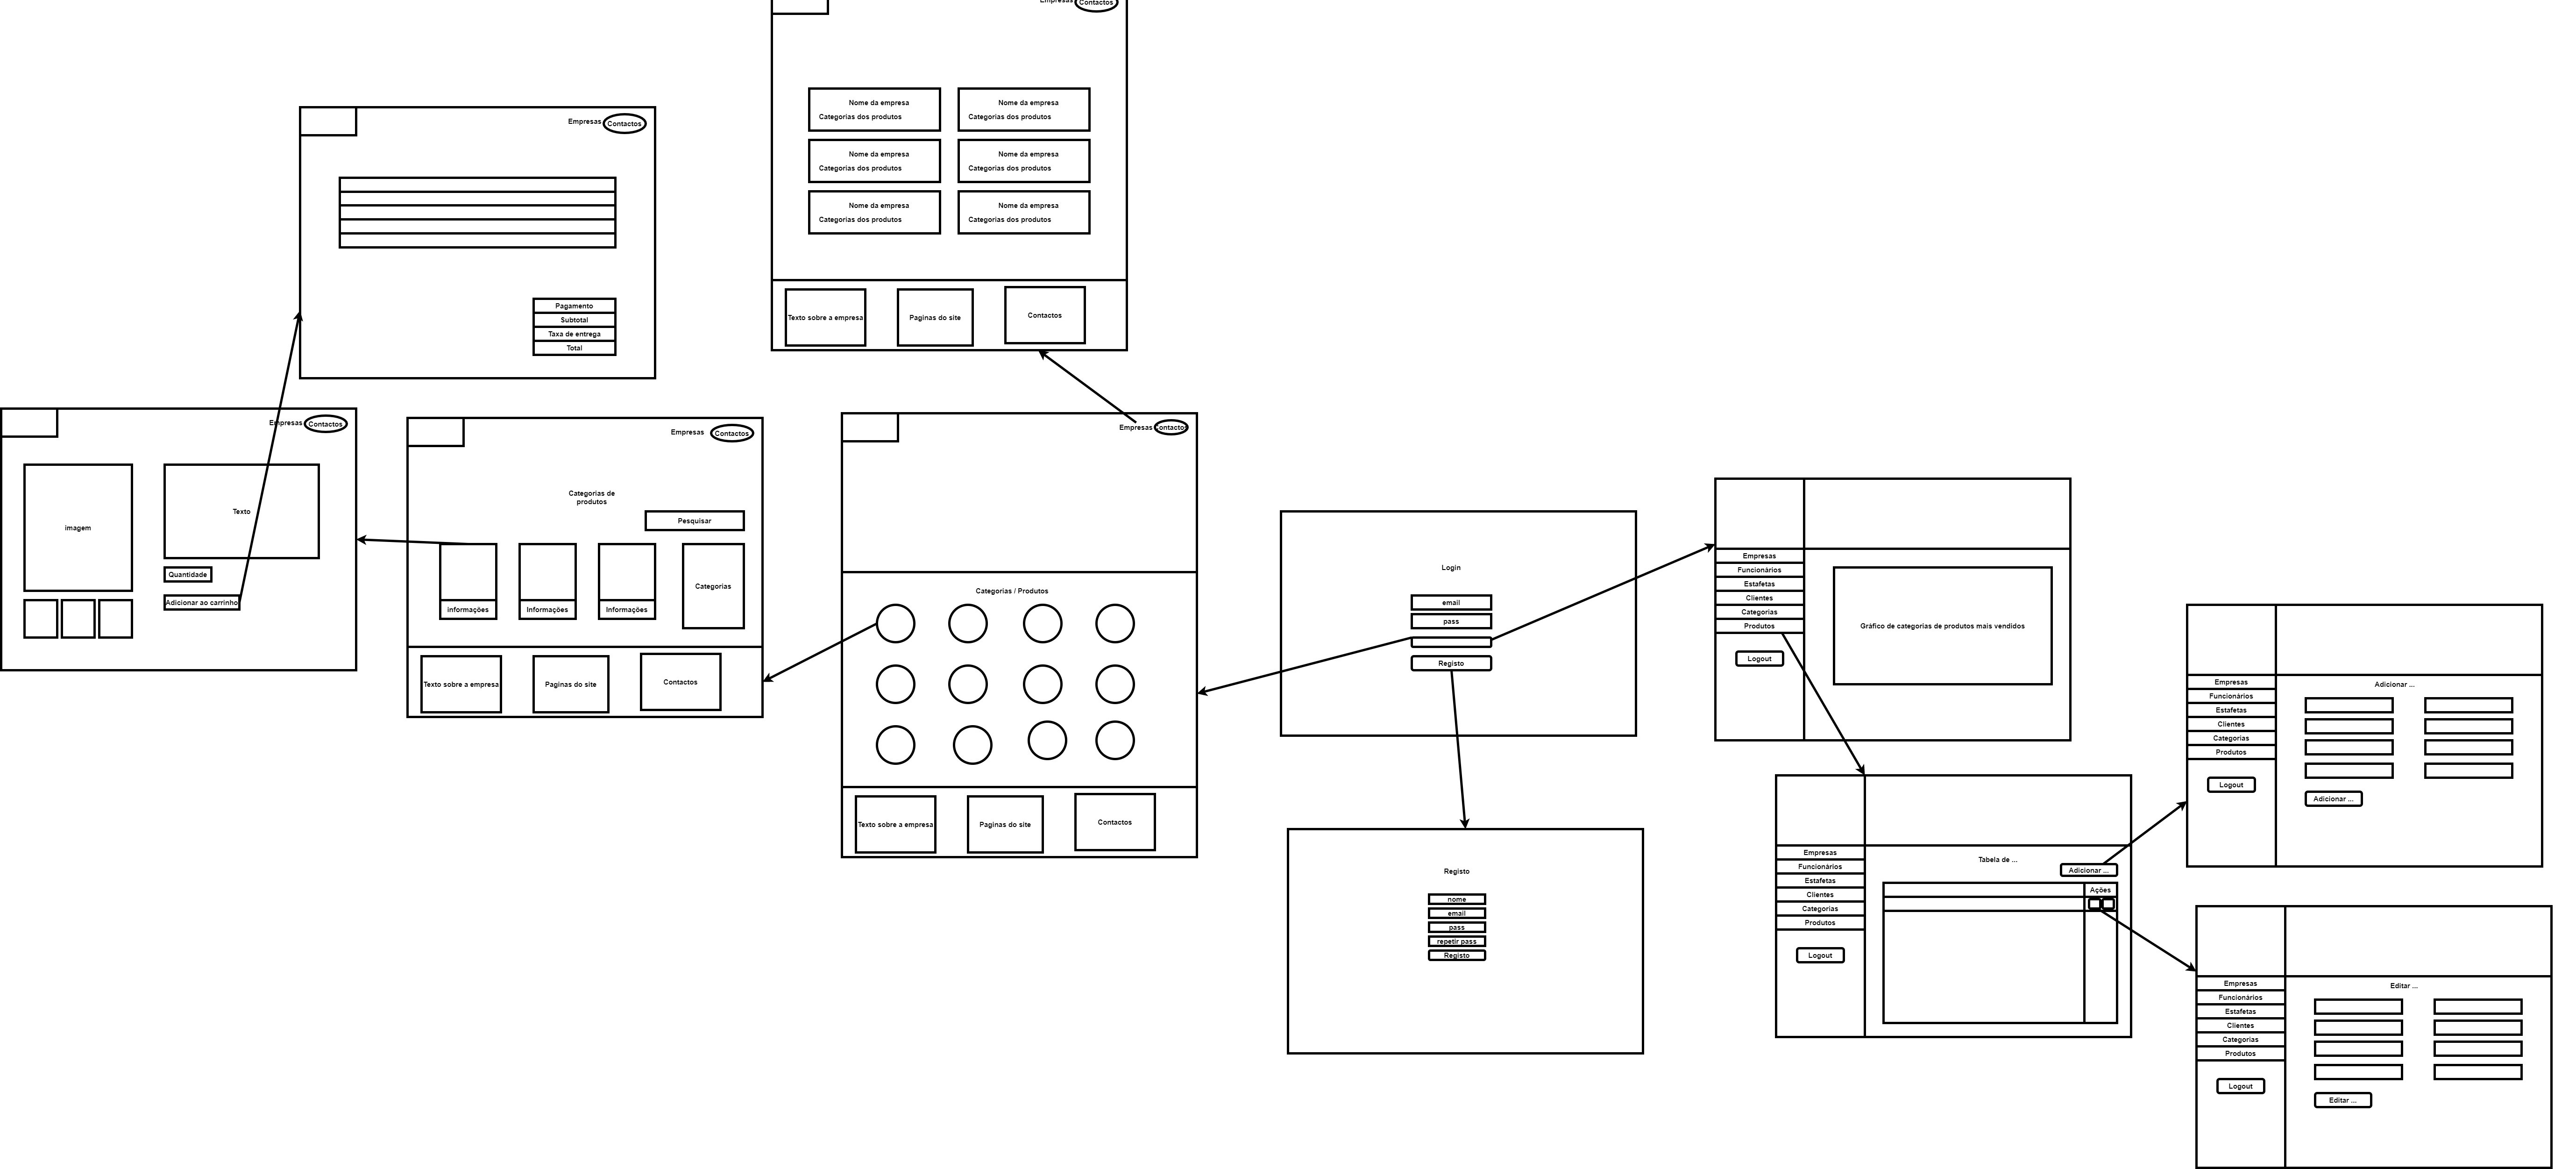 Empresas
Contactos
Nome da empresa
Categorias dos produtos
Nome da empresa
Categorias dos produtos
Nome da empresa
Categorias dos produtos
Nome da empresa
Categorias dos produtos
Nome da empresa
Categorias dos produtos
Nome da empresa
Categorias dos produtos
Texto sobre a empresa
Paginas do site
Contactos
Empresas
Contactos
Pagamento
Subtotal
Taxa de entrega
Total
Empresas
Contactos
imagem
Texto
Quantidade
Adicionar ao carrinho
Empresas
Contactos
Categorias de
produtos
Pesquisar
informações
Informações
Informações
Categorias
Texto sobre a empresa
Paginas do site
Contactos
Empresas
Contactos
Categorias / Produtos
Texto sobre a empresa
Paginas do site
Contactos
Login
email
pass
Registo
Registo
nome
email
pass
repetir pass
Registo
Empresas
Funcionários
Estafetas
Clientes
Categorias
Produtos
Logout
Gráfico de categorias de produtos mais vendidos
Empresas
Funcionários
Estafetas
Clientes
Categorias
Produtos
Logout
Tabela de ...
Adicionar ...
Ações
Empresas
Funcionários
Estafetas
Clientes
Categorias
Produtos
Logout
Adicionar ...
Adicionar ...
Empresas
Funcionários
Estafetas
Clientes
Categorias
Produtos
Logout
Editar ...
Editar ...